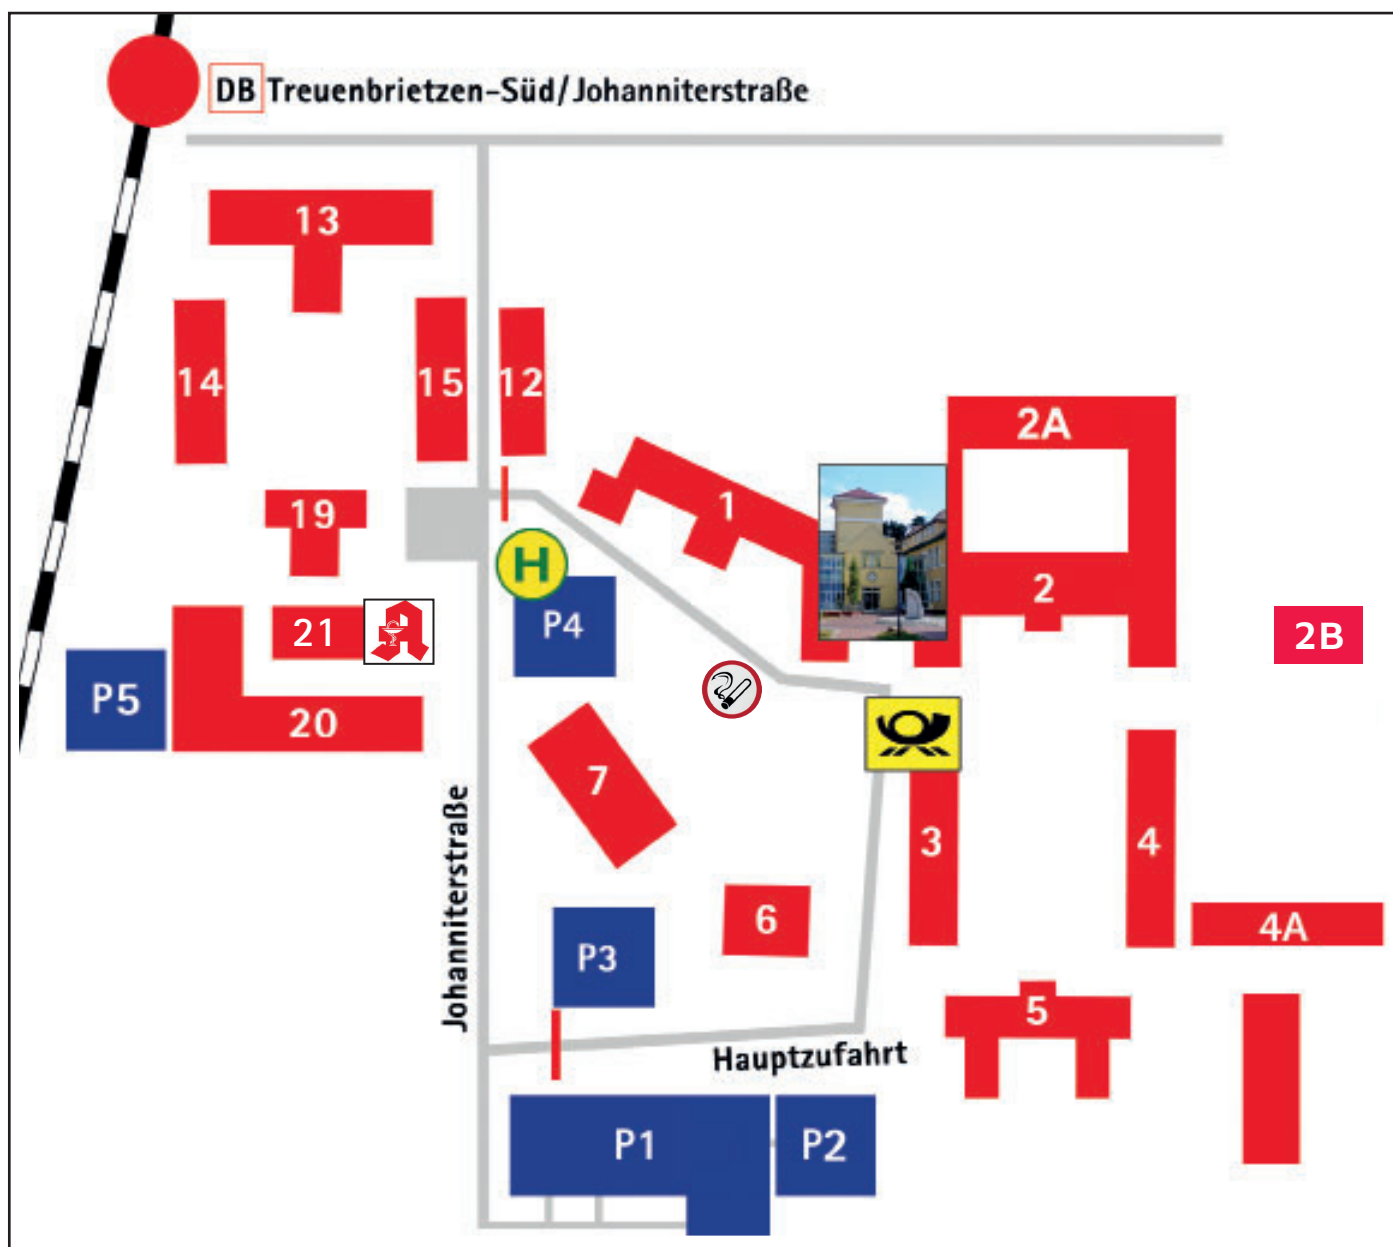 DB Treuenbrietzen-Süd/Johanniterstraße
13
14
15
12
2A
1
19
2
H
P4
21
A
2B
P5
20
7
3
4
Johanniterstraße
6
4A
P3
5
Hauptzufahrt
P1
P2